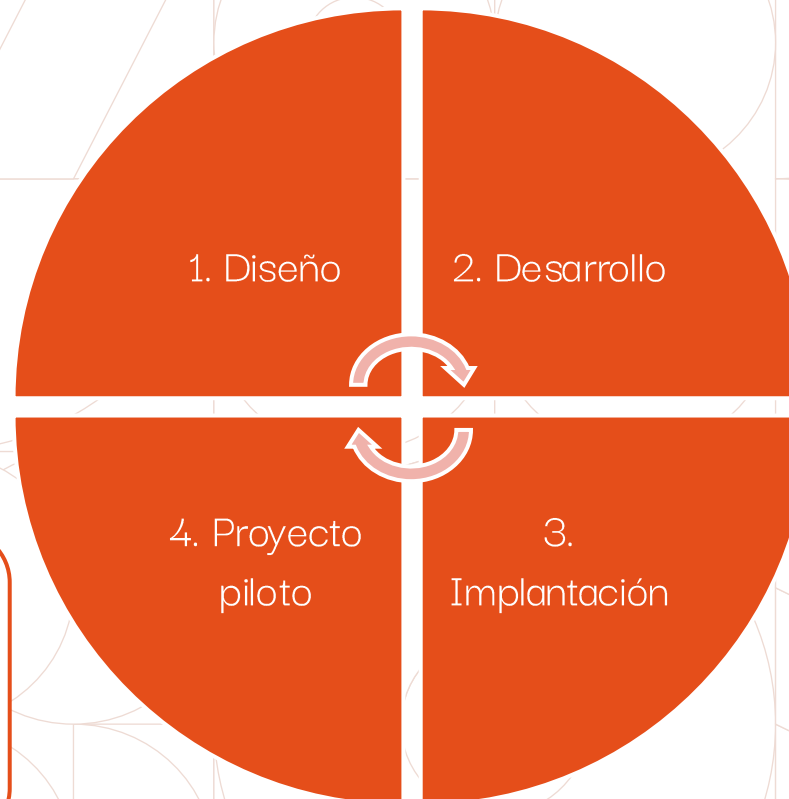 1. Diseño
2. Desarrollo
3.
Implantación
4. Proyecto
piloto